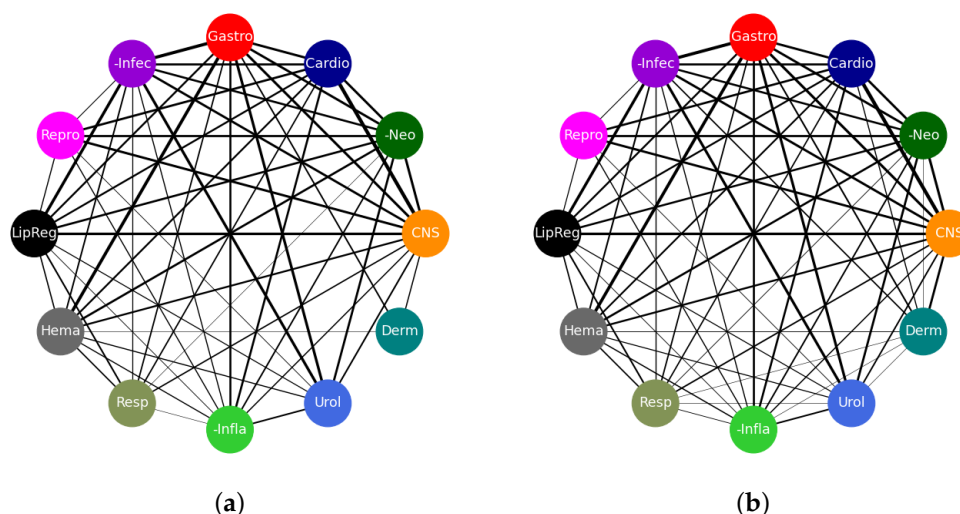 Gastro
Gastro
-Infec
Cardio
-Infec
Cardio
Repro
-Neo
Repro
-Neo
LipReg
CNS
LipReg
CNS
Hema
Derm
Hema
Derm
Resp
Urol
Resp
Urol
-Infla
-Infla
(a)
(b)